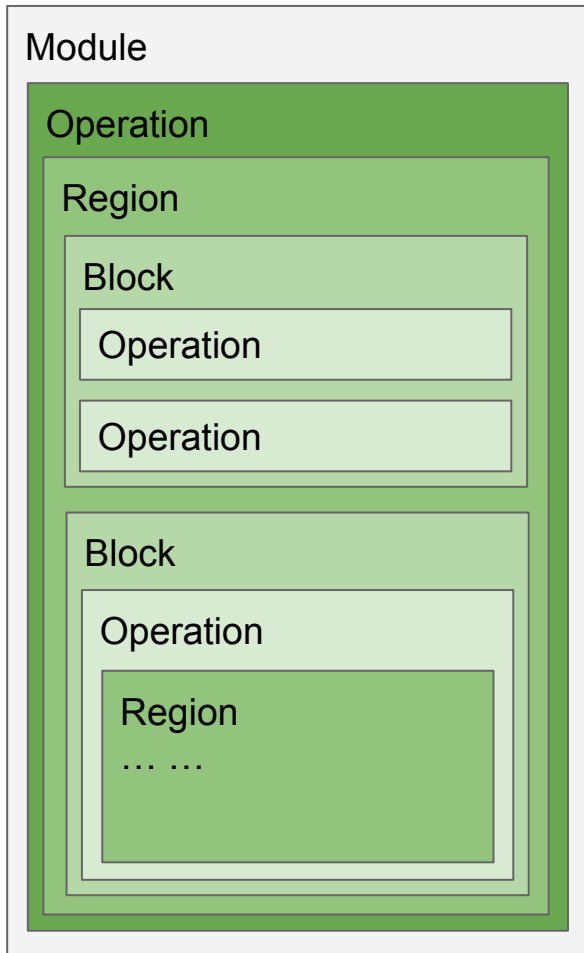 Module
Operation
Region
Block
Operation
Operation
Block
Operation
Region
… …